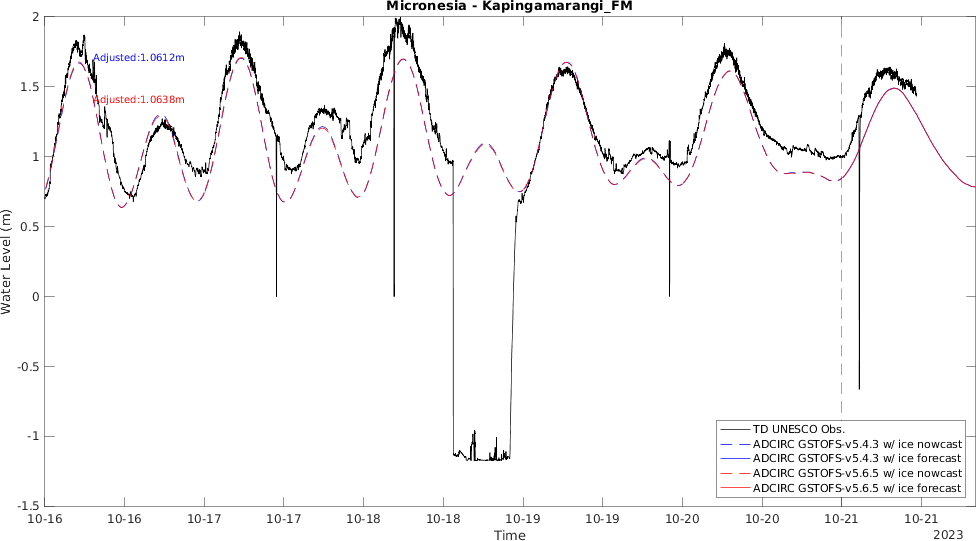 Micronesia - Kapingamarangi_FM
2
1.5
1
0.5
0
-0.5
-1
-1.5
Water Level (m)
Adjusted:1.0612m
Adjusted:1.0638m
TD UNESCO Obs.
ADCIRC GSTOFS-v5.4.3 w/ ice nowcast
ADCIRC GSTOFS-v5.4.3 w/ ice forecast
ADCIRC GSTOFS-v5.6.5 w/ ice nowcast
ADCIRC GSTOFS-v5.6.5 w/ ice forecast
10-16 10-16 10-17 10-17 10-18 10-18 10-19 10-19 10-20 10-20 10-21 10-21
Time
2023